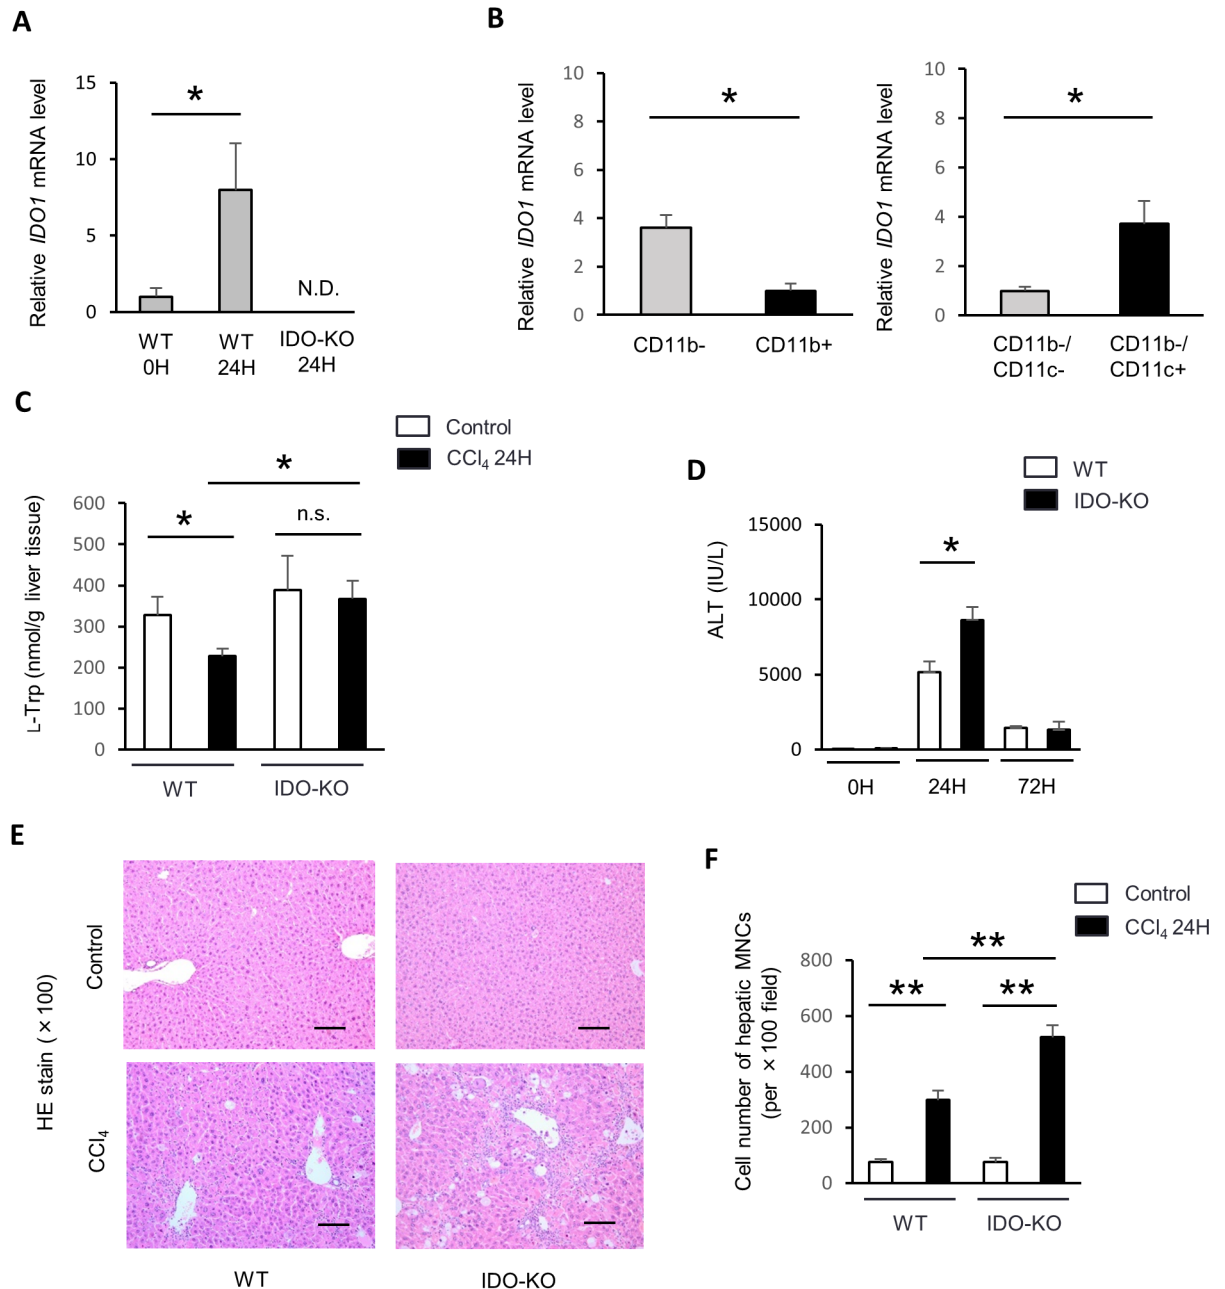 A
Relative IDO1 mRNA level
15
10
5
0
*
N.D.
WT
0H
WT
24H
IDO-KO
24H
B
Relative IDO1 mRNA level
10
8
6
4
2
0
*
CD11b-
CD11b+
Relative IDO1 mRNA level
10
8
6
4
2
0
*
CD11b-/
CD11c-
CD11b-/
CD11c+
C
Control
CCl₄ 24H
L-Trp (nmol/g liver tissue)
600
500
400
300
200
100
0
*
*
n.s.
WT
IDO-KO
D
WT
IDO-KO
ALT (IU/L)
15000
10000
5000
0
*
0H
24H
72H
E
HE stain (×100)
Control
CCl₄
WT
IDO-KO
F
Control
CCl₄ 24H
Cell number of hepatic MNCs
(per ×100 field)
800
600
400
200
0
**
**
**
WT
IDO-KO